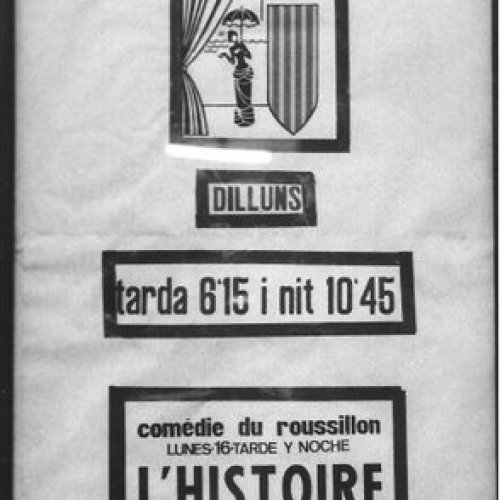 DILLUNS
tarda 6'15 i nit 10'45
comédie du roussillon
LUNES-16-TARDE Y NOCHE
L'HISTOIRE